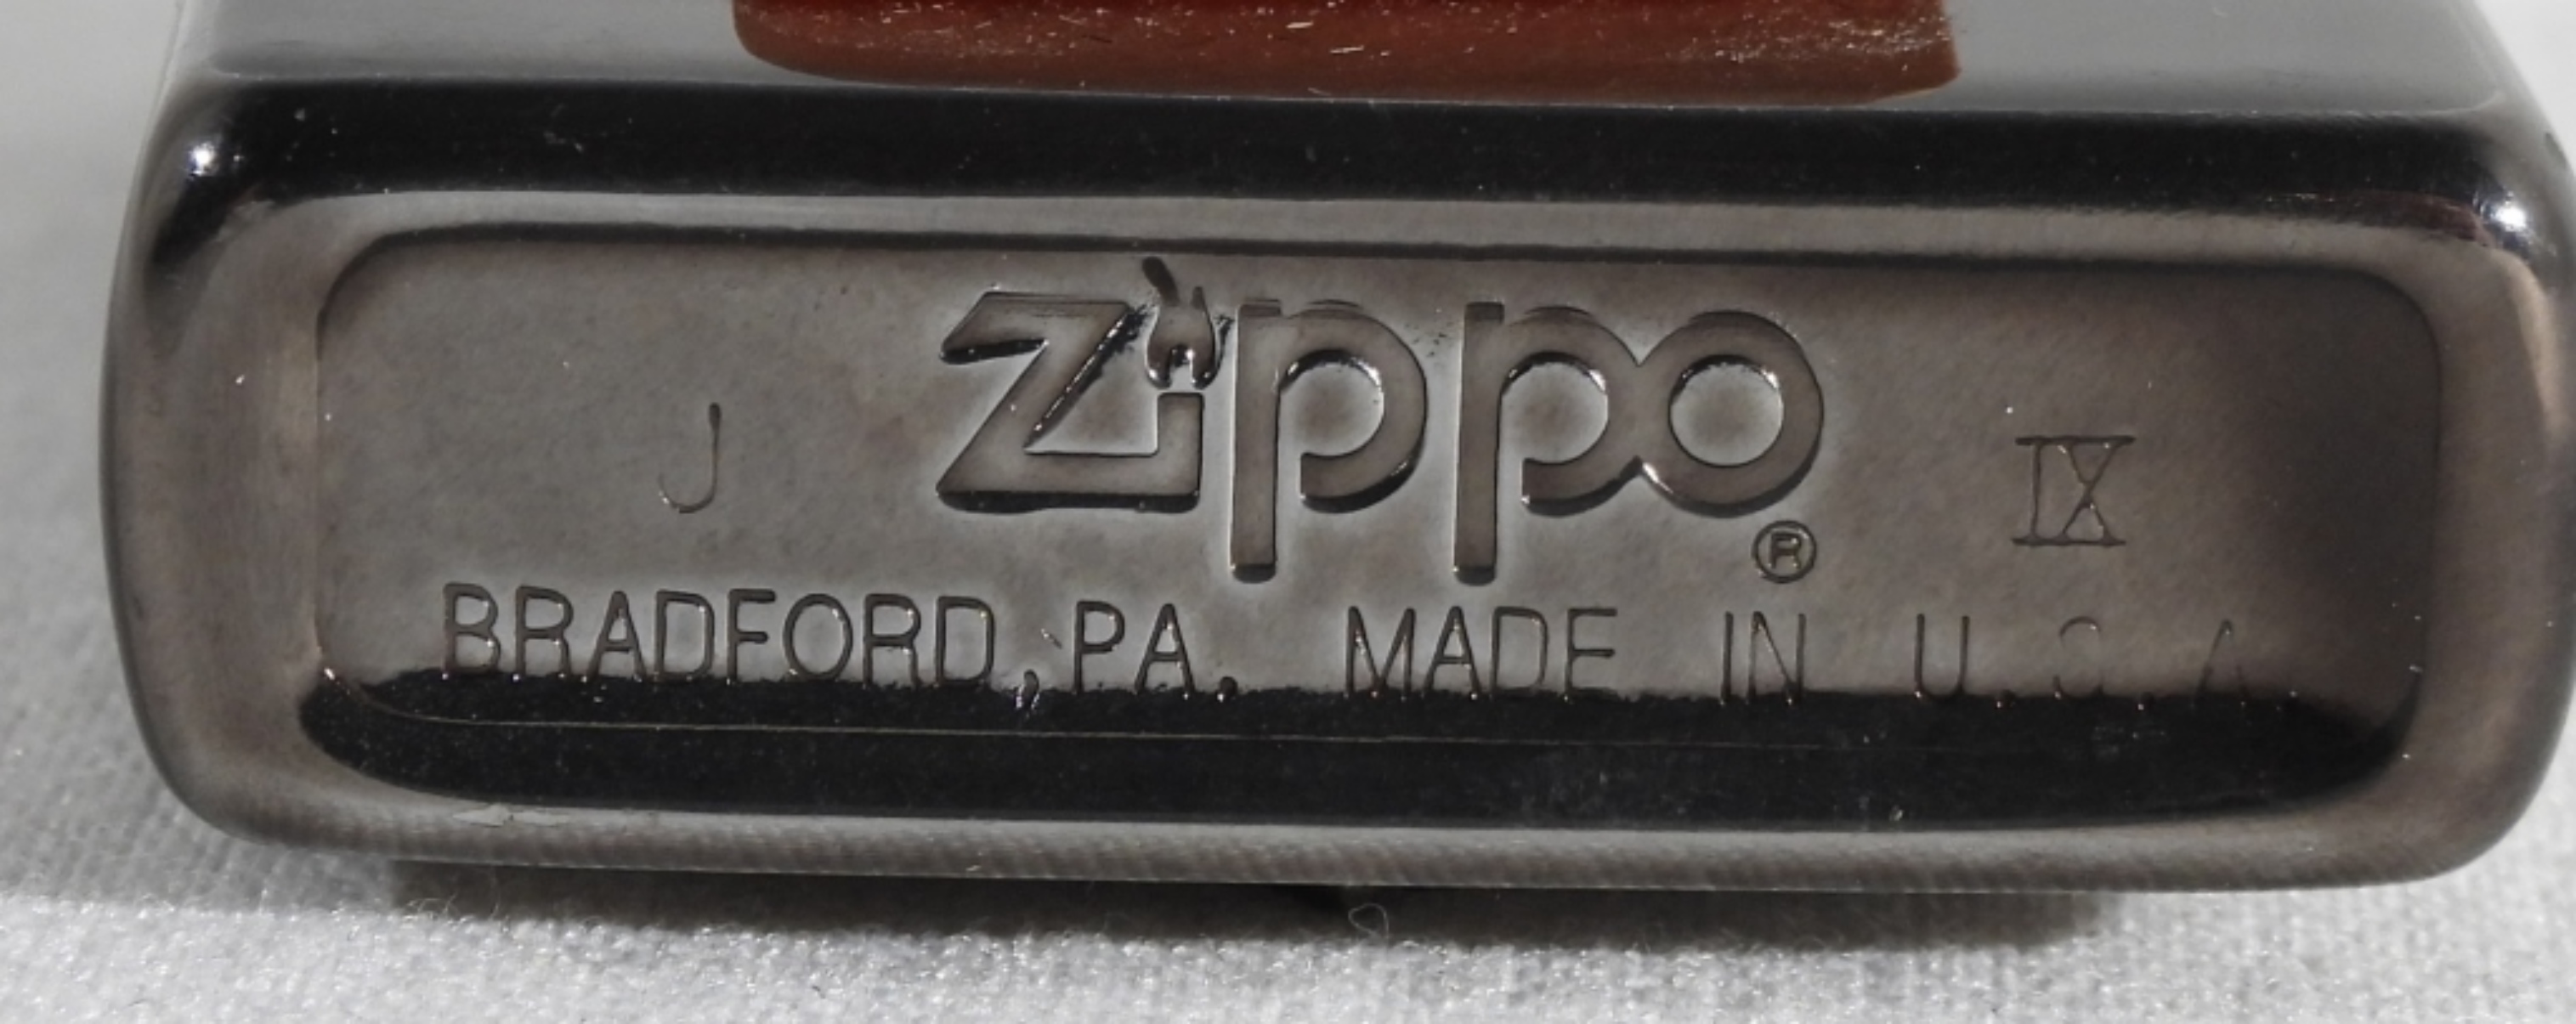 J Zippo ® IX
BRADFORD, PA. MADE IN U.S.A.